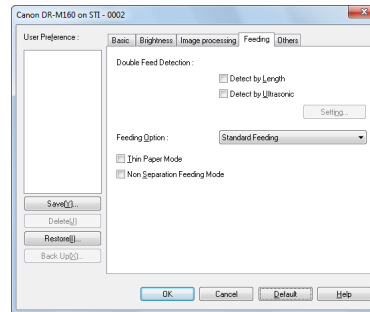 Canon DR-M160 on STI - 0002
User Preference :
Basic Brightness Image processing Feeding Others
Double Feed Detection :
Detect by Length
Detect by Ultrasonic
Setting...
Feeding Option : Standard Feeding
Thin Paper Mode
Non Separation Feeding Mode
Save(Y)...
Delete(J)
Restore(I)...
Back Up(X)...
OK Cancel Default Help